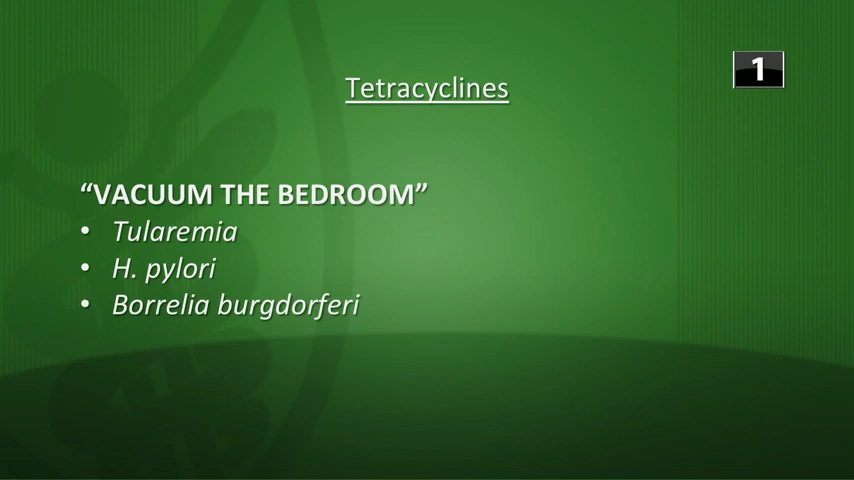 1
Tetracyclines
“VACUUM THE BEDROOM”
• Tularemia
• H. pylori
• Borrelia burgdorferi